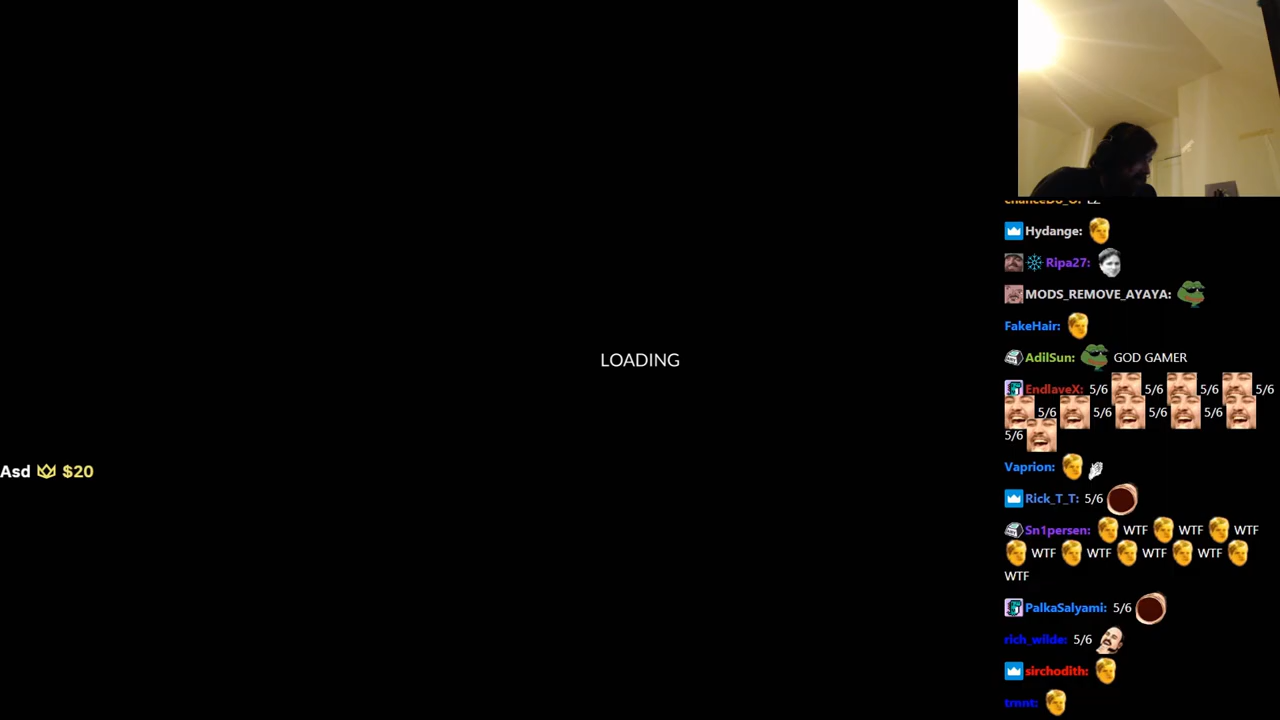 LOADING
Asd $20
Hydange:
Ripa27:
MODS_REMOVE_AYAYA:
FakeHair:
AdilSun: GOD GAMER
EndlaveX: 5/6 5/6 5/6 5/6
5/6 5/6 5/6 5/6
5/6
Vaprion:
Rick_T_T: 5/6
Sn1persen: WTF WTF WTF
WTF WTF WTF WTF
WTF
PalkaSalyami: 5/6
rich_wilde: 5/6
sirchodith:
trnnt: